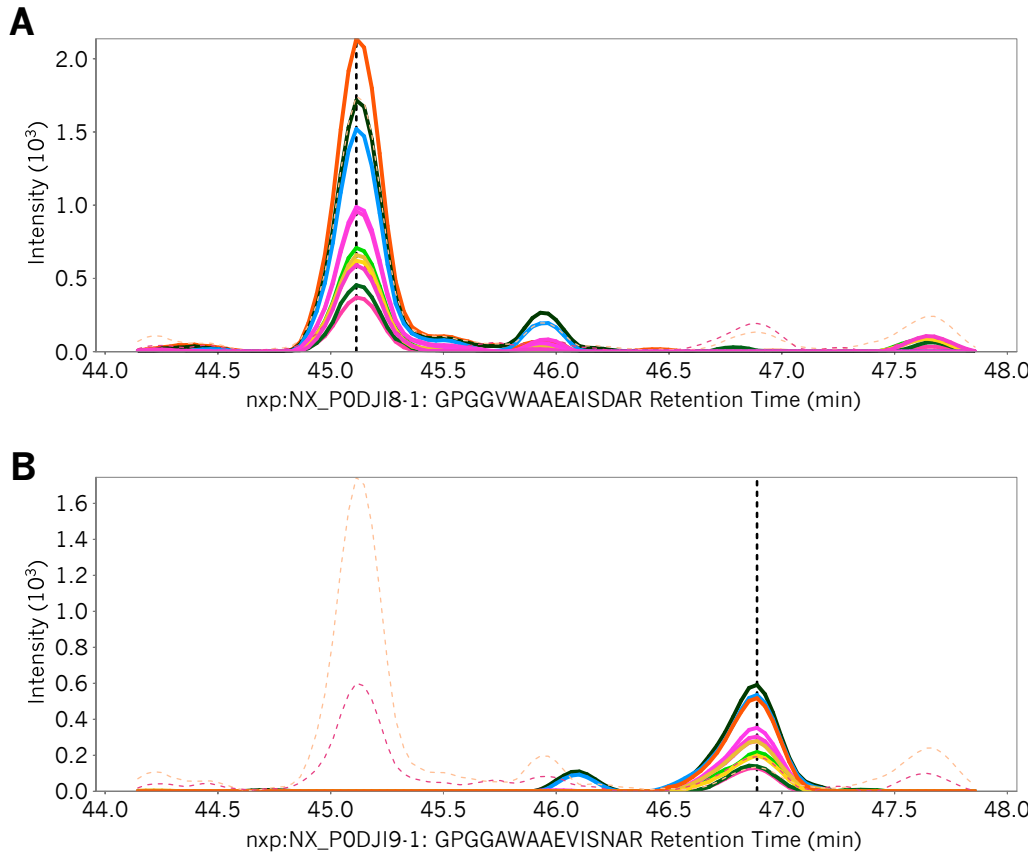 A
Intensity (10³)
2.0
1.5
1.0
0.5
0.0
44.0 44.5 45.0 45.5 46.0 46.5 47.0 47.5 48.0
nxp:NX_P0DJI8-1: GPGGVWAAEAISDAR Retention Time (min)
B
Intensity (10³)
1.6
1.4
1.2
1.0
0.8
0.6
0.4
0.2
0.0
44.0 44.5 45.0 45.5 46.0 46.5 47.0 47.5 48.0
nxp:NX_P0DJI9-1: GPGGAWAAEVISNAR Retention Time (min)